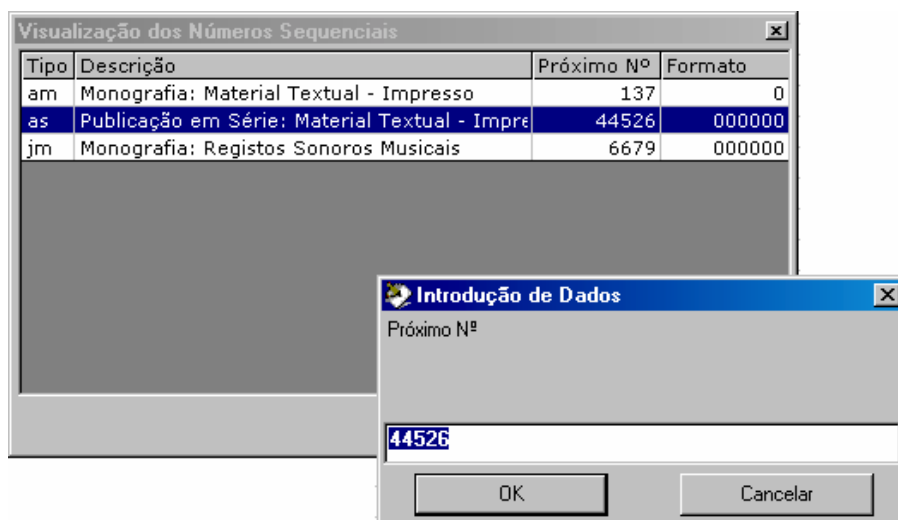 Visualização dos Números Sequenciais
Tipo Descrição Próximo Nº Formato
am Monografia: Material Textual - Impresso 137 0
as Publicação em Série: Material Textual - Impre 44526 000000
jm Monografia: Registos Sonoros Musicais 6679 000000
Introdução de Dados
Próximo Nº
44526
OK Cancelar